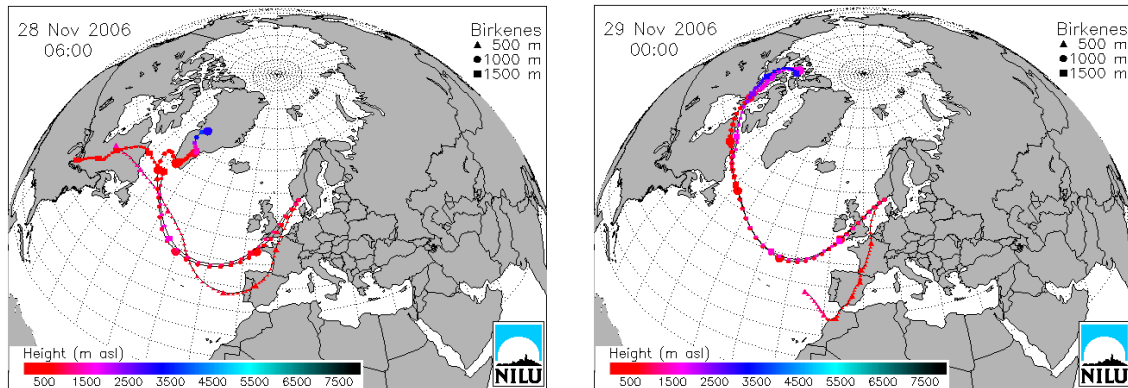 28 Nov 2006
06:00
Birkenes
▲ 500 m
● 1000 m
■ 1500 m
Height (m asl)
500 1500 2500 3500 4500 5500 6500 7500
NILU
29 Nov 2006
00:00
Birkenes
▲ 500 m
● 1000 m
■ 1500 m
Height (m asl)
500 1500 2500 3500 4500 5500 6500 7500
NILU